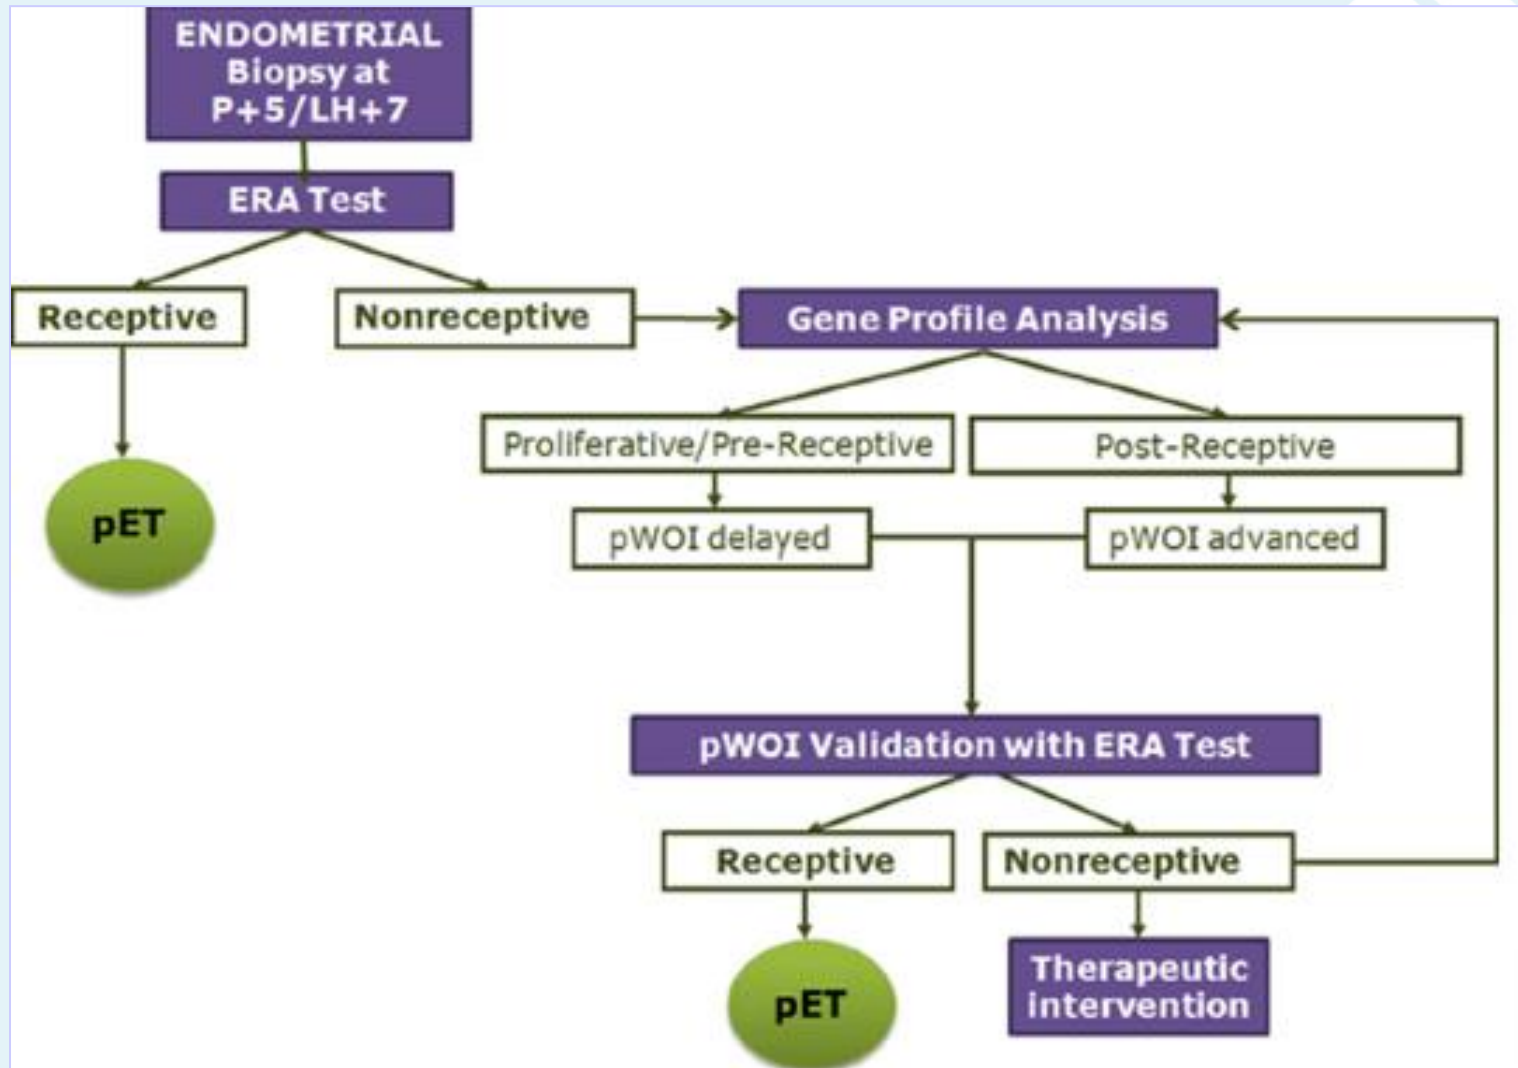 ENDOMETRIAL
Biopsy at
P+5/LH+7
ERA Test
Receptive
Nonreceptive
Gene Profile Analysis
Proliferative/Pre-Receptive
Post-Receptive
pET
pWOI delayed
pWOI advanced
pWOI Validation with ERA Test
Receptive
Nonreceptive
pET
Therapeutic
intervention